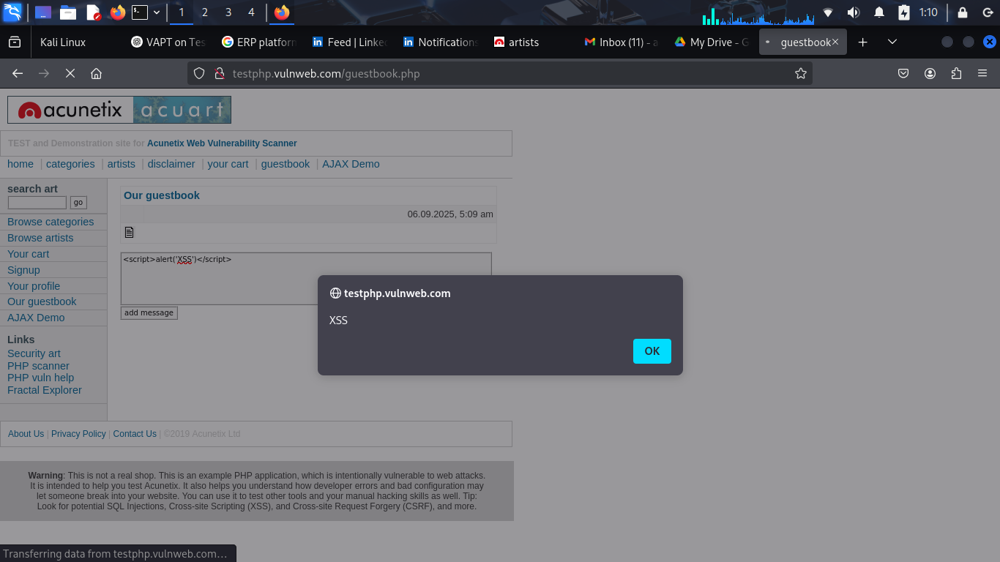 1 2 3 4 1:10
Kali Linux VAPT on Tes ERP platforn Feed | Linke Notifications artists Inbox (11) - a My Drive - G guestbook
testphp.vulnweb.com/guestbook.php
acunetix acuart
TEST and Demonstration site for Acunetix Web Vulnerability Scanner
home | categories | artists | disclaimer | your cart | guestbook | AJAX Demo
search art
go
Browse categories
Browse artists
Your cart
Signup
Your profile
Our guestbook
AJAX Demo
Links
Security art
PHP scanner
PHP vuln help
Fractal Explorer
Our guestbook
06.09.2025, 5:09 am
<script>alert('XSS')</script>
add message
testphp.vulnweb.com
XSS
OK
About Us | Privacy Policy | Contact Us | ©2019 Acunetix Ltd
Warning: This is not a real shop. This is an example PHP application, which is intentionally vulnerable to web attacks.
It is intended to help you test Acunetix. It also helps you understand how developer errors and bad configuration may
let someone break into your website. You can use it to test other tools and your manual hacking skills as well. Tip:
Look for potential SQL Injections, Cross-site Scripting (XSS), and Cross-site Request Forgery (CSRF), and more.
Transferring data from testphp.vulnweb.com…